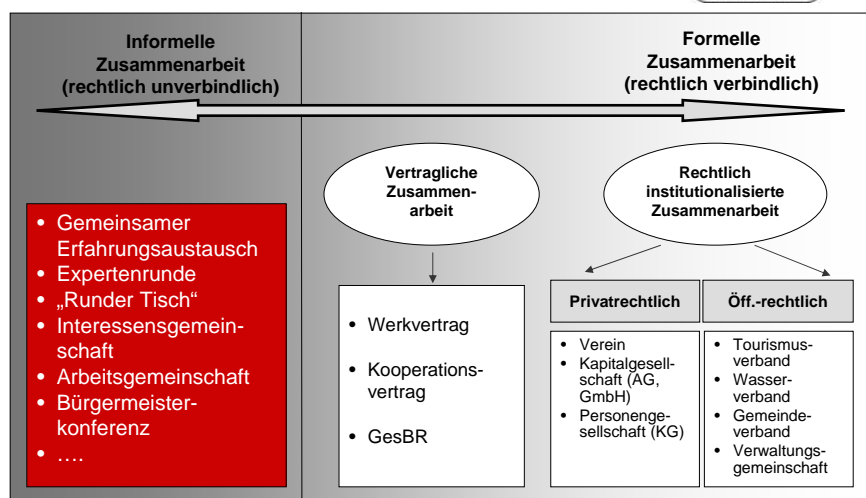 Informelle
Zusammenarbeit
(rechtlich unverbindlich)
Formelle
Zusammenarbeit
(rechtlich verbindlich)
Vertragliche
Zusammen-
arbeit
Rechtlich
institutionalisierte
Zusammenarbeit
• Gemeinsamer
Erfahrungsaustausch
• Expertenrunde
• „Runder Tisch“
• Interessensgemein-
schaft
• Arbeitsgemeinschaft
• Bürgermeister-
konferenz
• ….
• Werkvertrag
• Kooperations-
vertrag
• GesBR
Privatrechtlich
• Verein
• Kapitalgesell-
schaft (AG,
GmbH)
• Personenge-
sellschaft (KG)
Öff.-rechtlich
• Tourismus-
verband
• Wasser-
verband
• Gemeinde-
verband
• Verwaltungs-
gemeinschaft